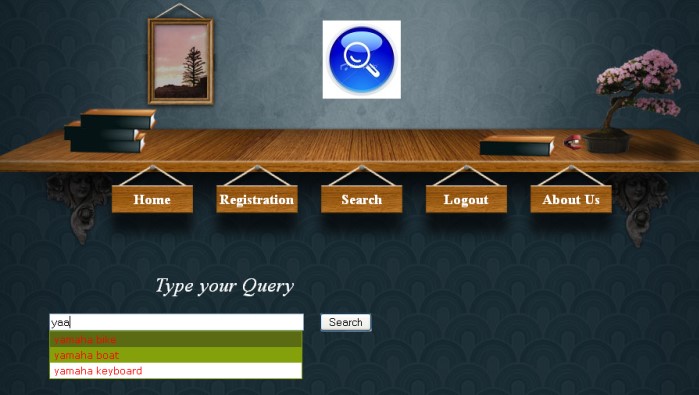 Home
Registration
Search
Logout
About Us
Type your Query
yaa
Search
yamaha bike
yamaha boat
yamaha keyboard